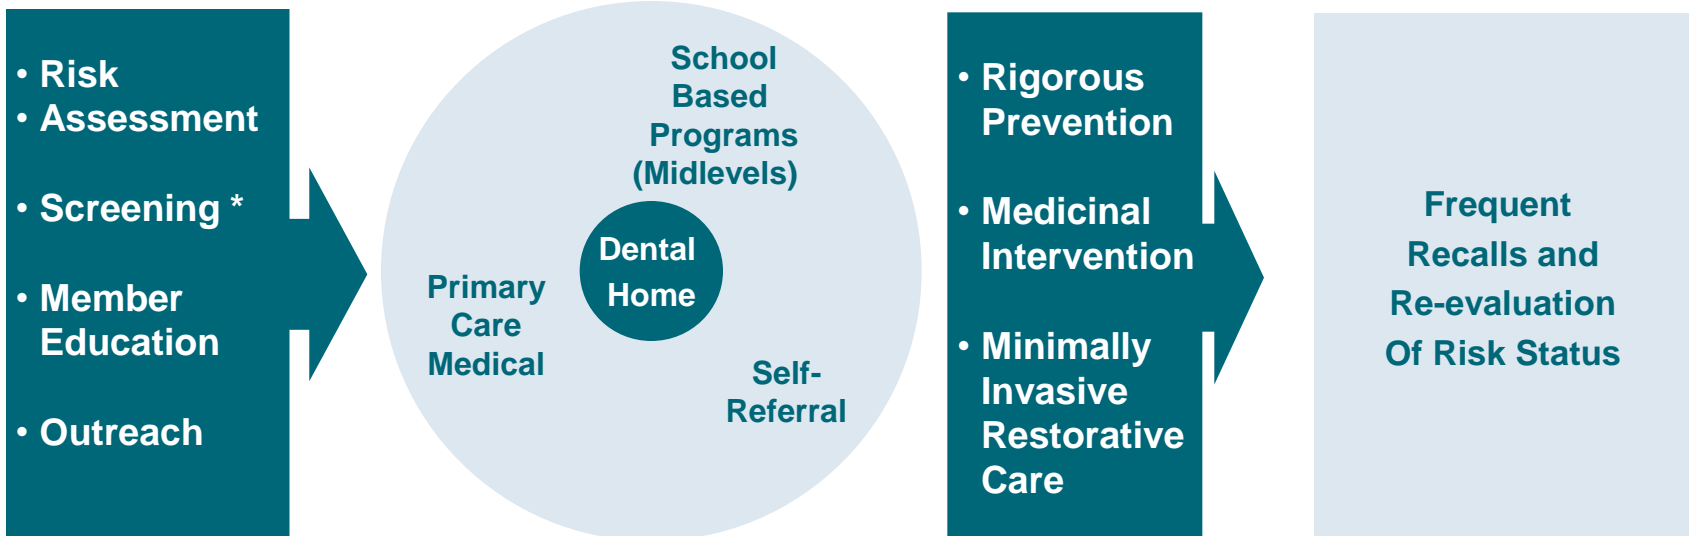 • Risk
• Assessment
• Screening *
• Member
Education
• Outreach
School
Based
Programs
(Midlevels)
Dental
Home
Primary
Care
Medical
Self-
Referral
• Rigorous
Prevention
• Medicinal
Intervention
• Minimally
Invasive
Restorative
Care
Frequent
Recalls and
Re-evaluation
Of Risk Status